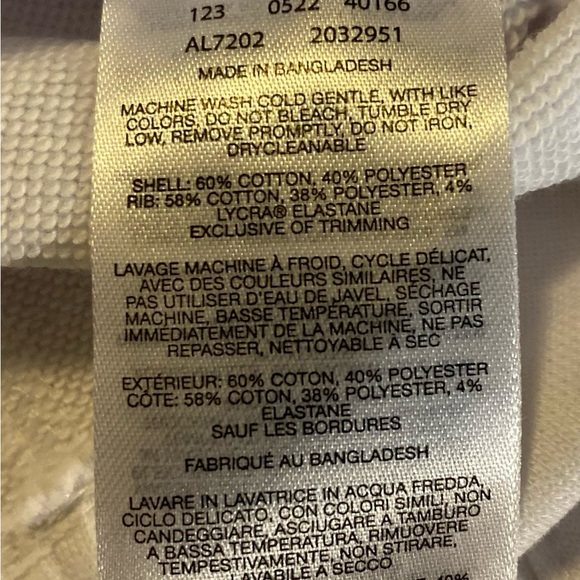 123 0522 40166
AL7202 2032951
MADE IN BANGLADESH
MACHINE WASH COLD GENTLE, WITH LIKE
COLORS, DO NOT BLEACH, TUMBLE DRY
LOW, REMOVE PROMPTLY, DO NOT IRON,
DRYCLEANABLE
SHELL: 60% COTTON, 40% POLYESTER
RIB: 58% COTTON, 38% POLYESTER, 4%
LYCRA® ELASTANE
EXCLUSIVE OF TRIMMING
LAVAGE MACHINE À FROID, CYCLE DÉLICAT,
AVEC DES COULEURS SIMILAIRES, NE
PAS UTILISER D'EAU DE JAVEL, SÉCHAGE
MACHINE, BASSE TEMPÉRATURE, SORTIR
IMMÉDIATEMENT DE LA MACHINE, NE PAS
REPASSER, NETTOYABLE À SEC
EXTÉRIEUR: 60% COTON, 40% POLYESTER
CÔTE: 58% COTON, 38% POLYESTER, 4%
ELASTANE
SAUF LES BORDURES
FABRIQUÉ AU BANGLADESH
LAVARE IN LAVATRICE IN ACQUA FREDDA,
CICLO DELICATO, CON COLORI SIMILI, NON
CANDEGGIARE, ASCIUGARE A TAMBURO
A BASSA TEMPERATURA, RIMUOVERE
TEMPESTIVAMENTE, NON STIRARE,
LAVABILE A SECCO